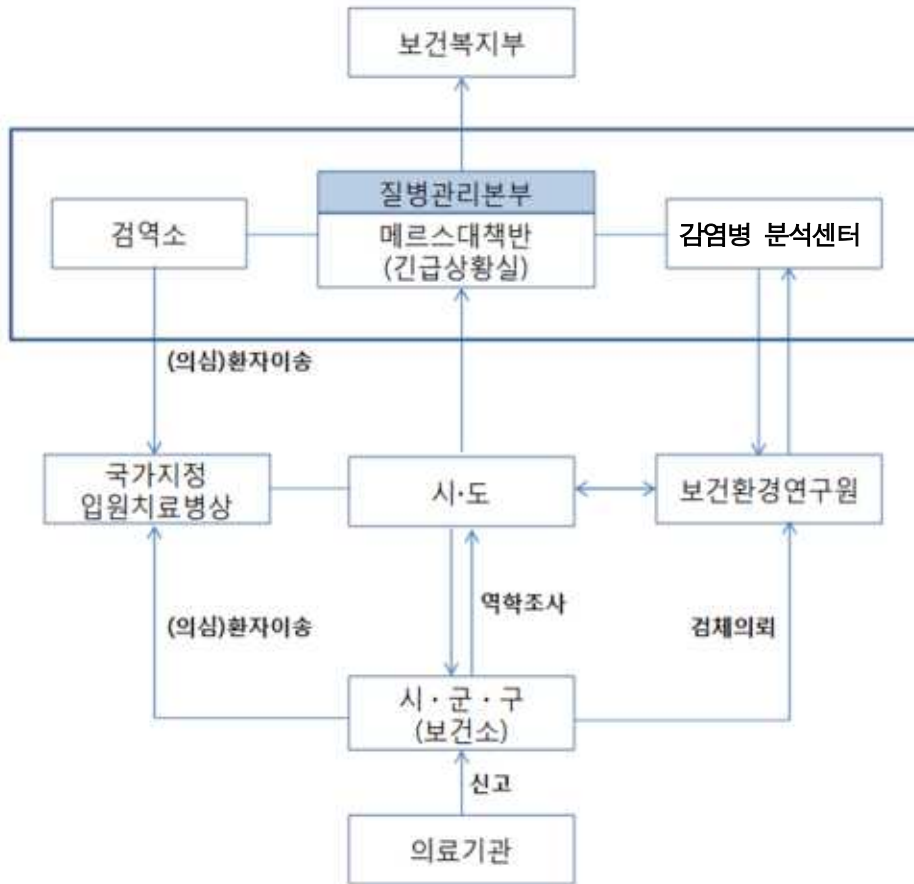 보건복지부
질병관리본부
검역소
메르스대책반
(긴급상황실)
감염병 분석센터
(의심)환자이송
국가지정
입원치료병상
시·도
보건환경연구원
역학조사
(의심)환자이송
검체의뢰
시·군·구
(보건소)
신고
의료기관